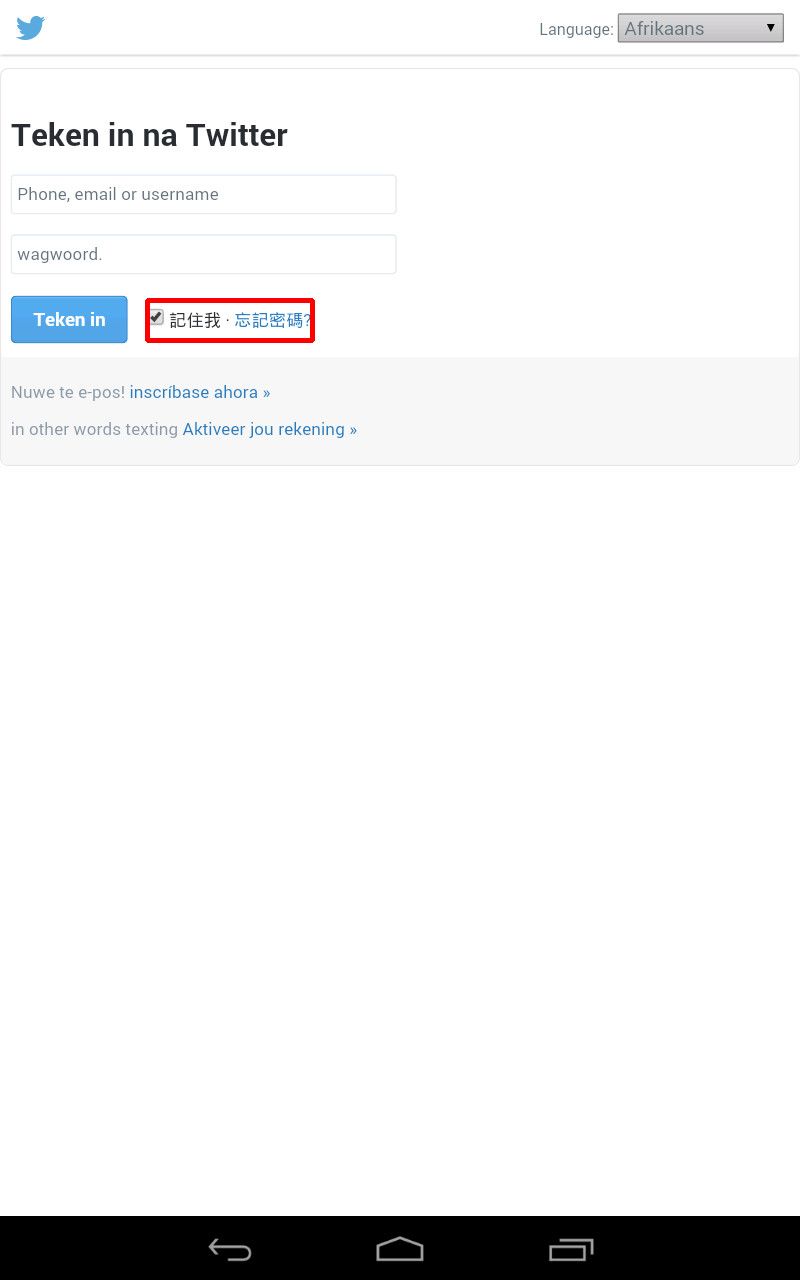 Language: Afrikaans
Teken in na Twitter
Phone, email or username
wagwoord.
Teken in 記住我 · 忘記密碼?
Nuwe te e-pos! inscríbase ahora »
in other words texting Aktiveer jou rekening »